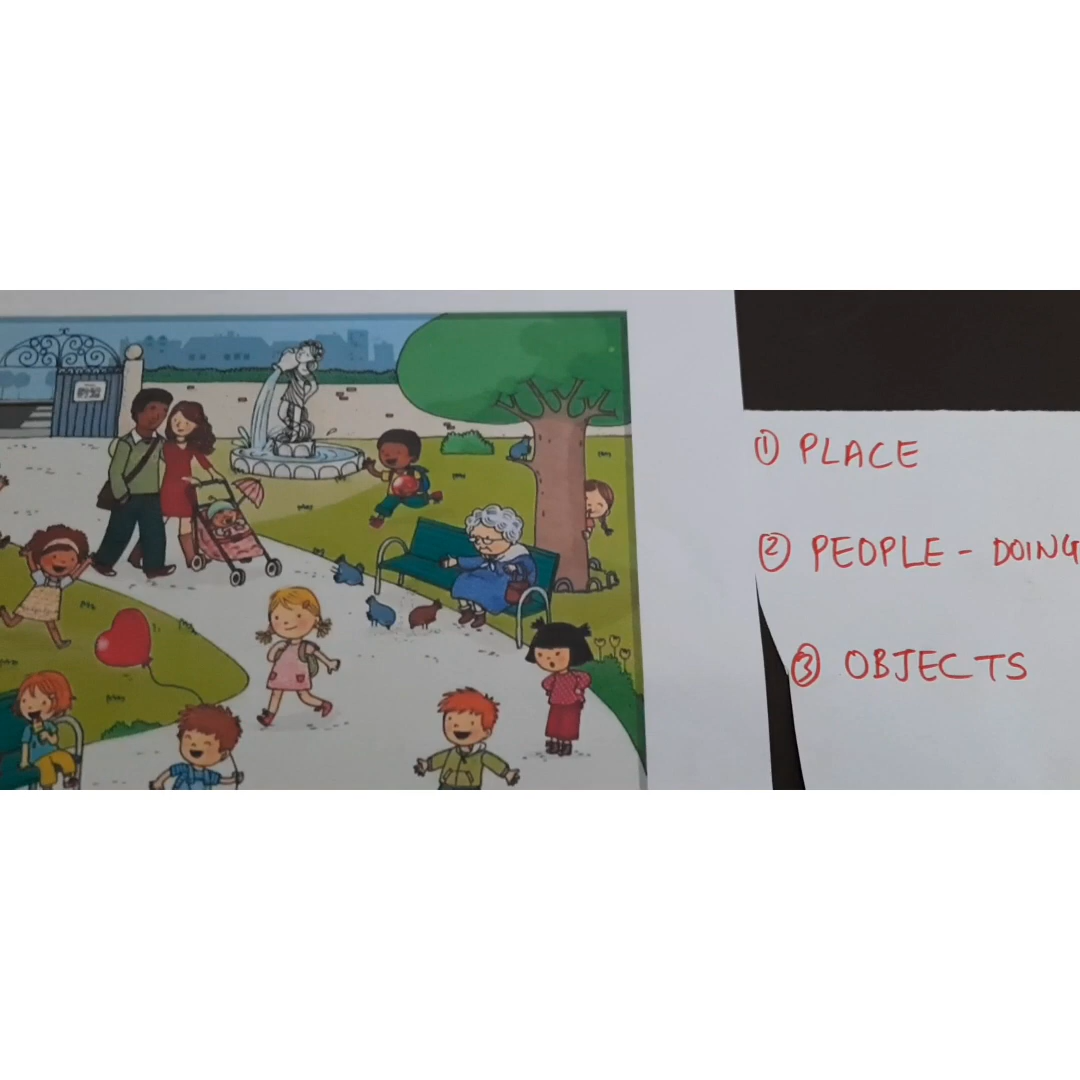 ① PLACE
② PEOPLE - DOING
③ OBJECTS